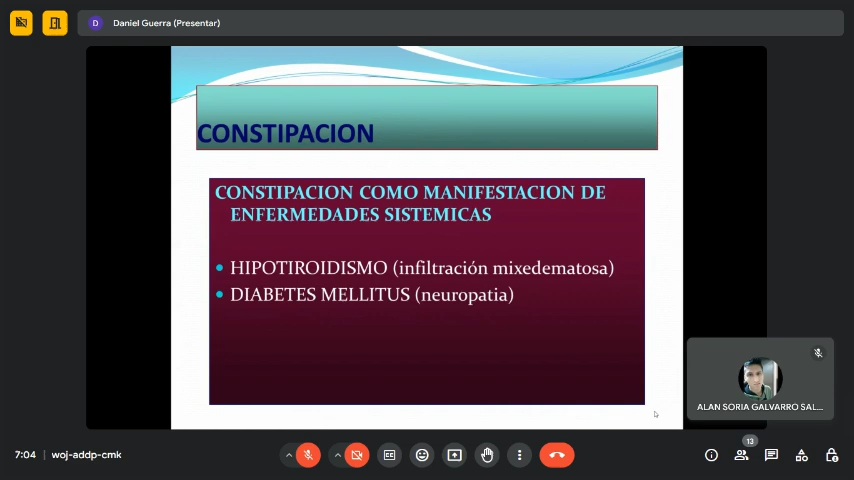 D Daniel Guerra (Presentar)
CONSTIPACION
CONSTIPACION COMO MANIFESTACION DE
ENFERMEDADES SISTEMICAS
• HIPOTIROIDISMO (infiltración mixedematosa)
• DIABETES MELLITUS (neuropatia)
ALAN SORIA GALVARRO SAL...
7:04 woj-addp-cmk
13